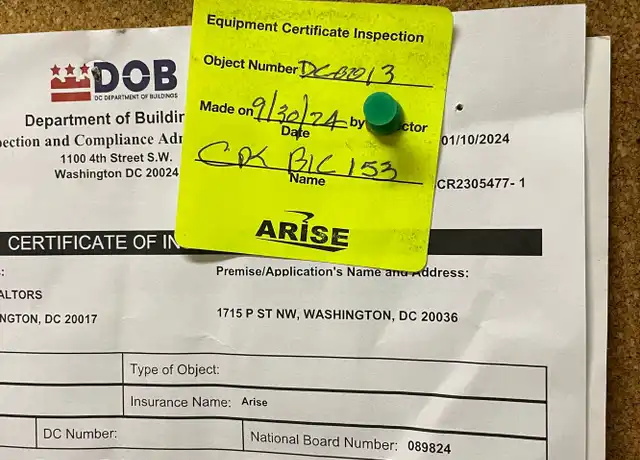 DOB
DC DEPARTMENT OF BUILDINGS
Department of Buildin
ection and Compliance Adm
1100 4th Street S.W.
Washington DC 20024
Equipment Certificate Inspection
Object Number
Made on 9/30/24 by ctor
Date
CPK BIC 153
Name
ARISE
01/10/2024
CR2305477- 1
CERTIFICATE OF IN
s:
ALTORS
NGTON, DC 20017
Premise/Application's Name and Address:
1715 P ST NW, WASHINGTON, DC 20036
Type of Object:
Insurance Name: Arise
DC Number:
National Board Number: 089824